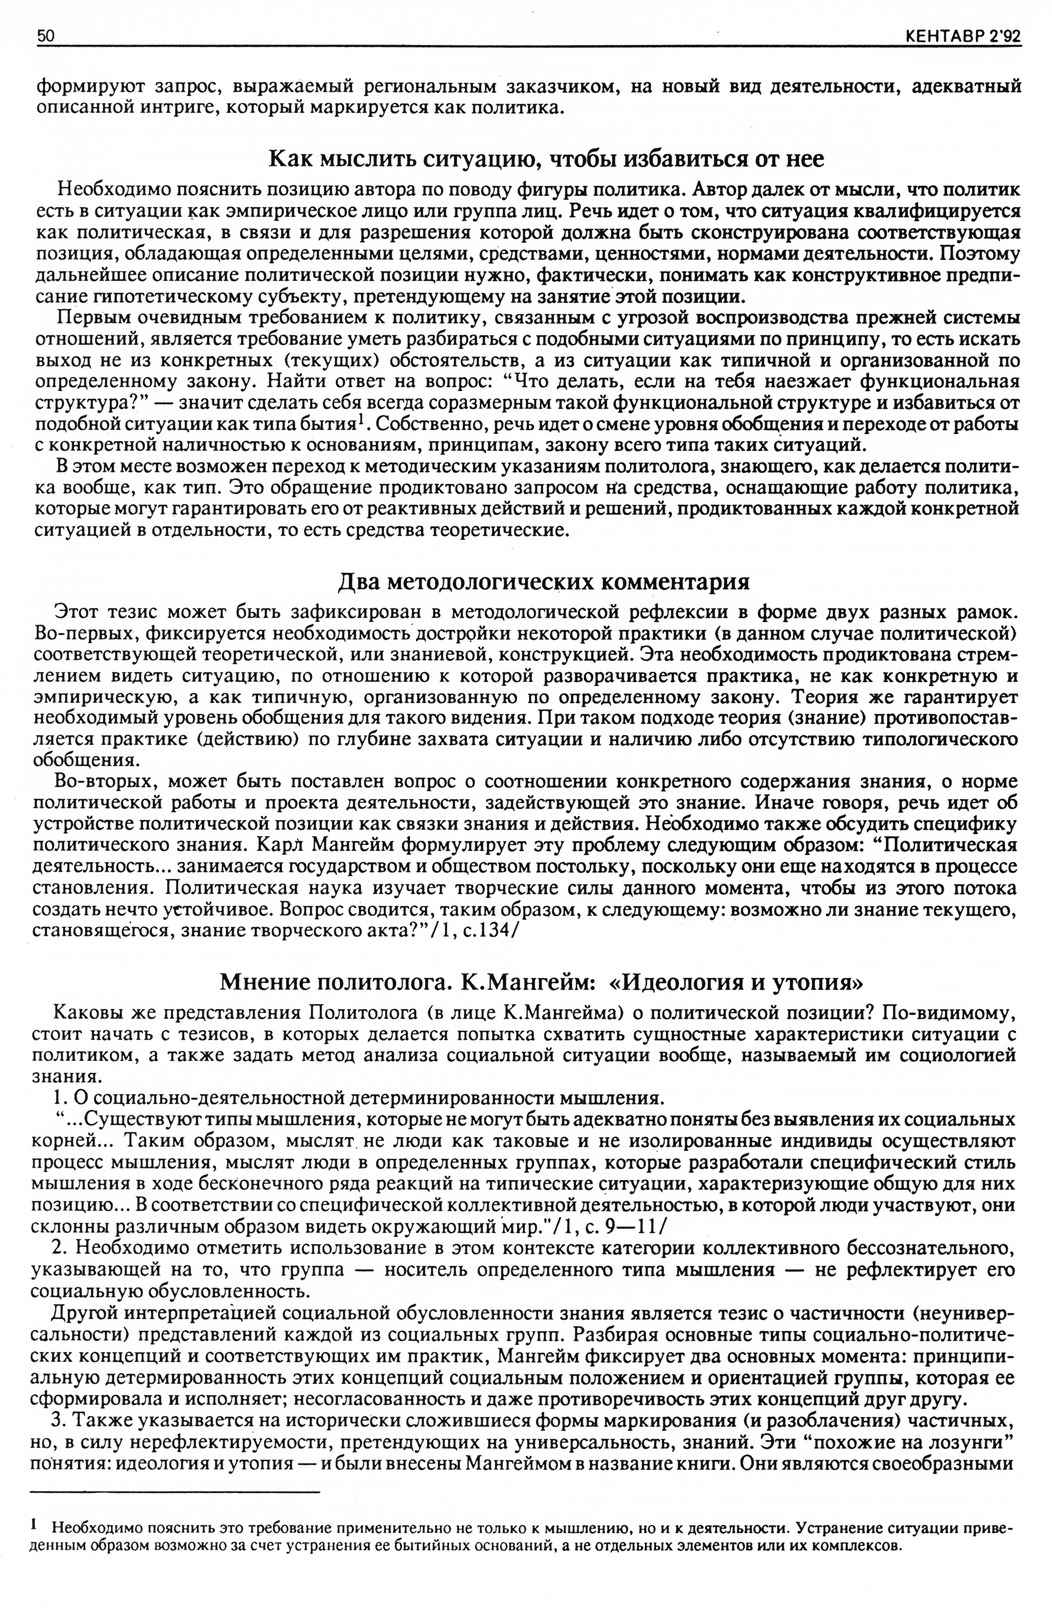 50 КЕНТАВР 2'92
формируют запрос, выражаемый региональным заказчиком, на новый вид деятельности, адекватный
описанной интриге, который маркируется как политика.
Как мыслить ситуацию, чтобы избавиться от нее
Необходимо пояснить позицию автора по поводу фигуры политика. Автор далек от мысли, что политик
есть в ситуации как эмпирическое лицо или группа лиц. Речь идет о том, что ситуация квалифицируется
как политическая, в связи и для разрешения которой должна быть сконструирована соответствующая
позиция, обладающая определенными целями, средствами, ценностями, нормами деятельности. Поэтому
дальнейшее описание политической позиции нужно, фактически, понимать как конструктивное предпи-
сание гипотетическому субъекту, претендующему на занятие этой позиции.
Первым очевидным требованием к политику, связанным с угрозой воспроизводства прежней системы
отношений, является требование уметь разбираться с подобными ситуациями по принципу, то есть искать
выход не из конкретных (текущих) обстоятельств, а из ситуации как типичной и организованной по
определенному закону. Найти ответ на вопрос: “Что делать, если на тебя наезжает функциональная
структура?” — значит сделать себя всегда соразмерным такой функциональной структуре и избавиться от
подобной ситуации как типа бытия¹. Собственно, речь идет о смене уровня обобщения и переходе от работы
с конкретной наличностью к основаниям, принципам, закону всего типа таких ситуаций.
В этом месте возможен переход к методическим указаниям политолога, знающего, как делается полити-
ка вообще, как тип. Это обращение продиктовано запросом на средства, оснащающие работу политика,
которые могут гарантировать его от реактивных действий и решений, продиктованных каждой конкретной
ситуацией в отдельности, то есть средства теоретические.
Два методологических комментария
Этот тезис может быть зафиксирован в методологической рефлексии в форме двух разных рамок.
Во-первых, фиксируется необходимость достройки некоторой практики (в данном случае политической)
соответствующей теоретической, или знаниевой, конструкцией. Эта необходимость продиктована стрем-
лением видеть ситуацию, по отношению к которой разворачивается практика, не как конкретную и
эмпирическую, а как типичную, организованную по определенному закону. Теория же гарантирует
необходимый уровень обобщения для такого видения. При таком подходе теория (знание) противопостав-
ляется практике (действию) по глубине захвата ситуации и наличию либо отсутствию типологического
обобщения.
Во-вторых, может быть поставлен вопрос о соотношении конкретного содержания знания, о норме
политической работы и проекта деятельности, задействующей это знание. Иначе говоря, речь идет об
устройстве политической позиции как связки знания и действия. Необходимо также обсудить специфику
политического знания. Карл Мангейм формулирует эту проблему следующим образом: “Политическая
деятельность... занимается государством и обществом постольку, поскольку они еще находятся в процессе
становления. Политическая наука изучает творческие силы данного момента, чтобы из этого потока
создать нечто устойчивое. Вопрос сводится, таким образом, к следующему: возможно ли знание текущего,
становящегося, знание творческого акта?”/1, с.134/
Мнение политолога. К.Мангейм: «Идеология и утопия»
Каковы же представления Политолога (в лице К.Мангейма) о политической позиции? По-видимому,
стоит начать с тезисов, в которых делается попытка схватить сущностные характеристики ситуации с
политиком, а также задать метод анализа социальной ситуации вообще, называемый им социологией
знания.
1. О социально-деятельностной детерминированности мышления.
“...Существуют типы мышления, которые не могут быть адекватно поняты без выявления их социальных
корней... Таким образом, мыслят не люди как таковые и не изолированные индивиды осуществляют
процесс мышления, мыслят люди в определенных группах, которые разработали специфический стиль
мышления в ходе бесконечного ряда реакций на типические ситуации, характеризующие общую для них
позицию... В соответствии со специфической коллективной деятельностью, в которой люди участвуют, они
склонны различным образом видеть окружающий мир."/1, с. 9—11/
2. Необходимо отметить использование в этом контексте категории коллективного бессознательного,
указывающей на то, что группа — носитель определенного типа мышления — не рефлектирует его
социальную обусловленность.
Другой интерпретацией социальной обусловленности знания является тезис о частичности (неунивер-
сальности) представлений каждой из социальных групп. Разбирая основные типы социально-политиче-
ских концепций и соответствующих им практик, Мангейм фиксирует два основных момента: принципи-
альную детермированность этих концепций социальным положением и ориентацией группы, которая ее
сформировала и исполняет; несогласованность и даже противоречивость этих концепций друг другу.
3. Также указывается на исторически сложившиеся формы маркирования (и разоблачения) частичных,
но, в силу нерефлектируемости, претендующих на универсальность, знаний. Эти “похожие на лозунги”
понятия: идеология и утопия — и были внесены Мангеймом в название книги. Они являются своеобразными
1 Необходимо пояснить это требование применительно не только к мышлению, но и к деятельности. Устранение ситуации приве-
денным образом возможно за счет устранения ее бытийных оснований, а не отдельных элементов или их комплексов.